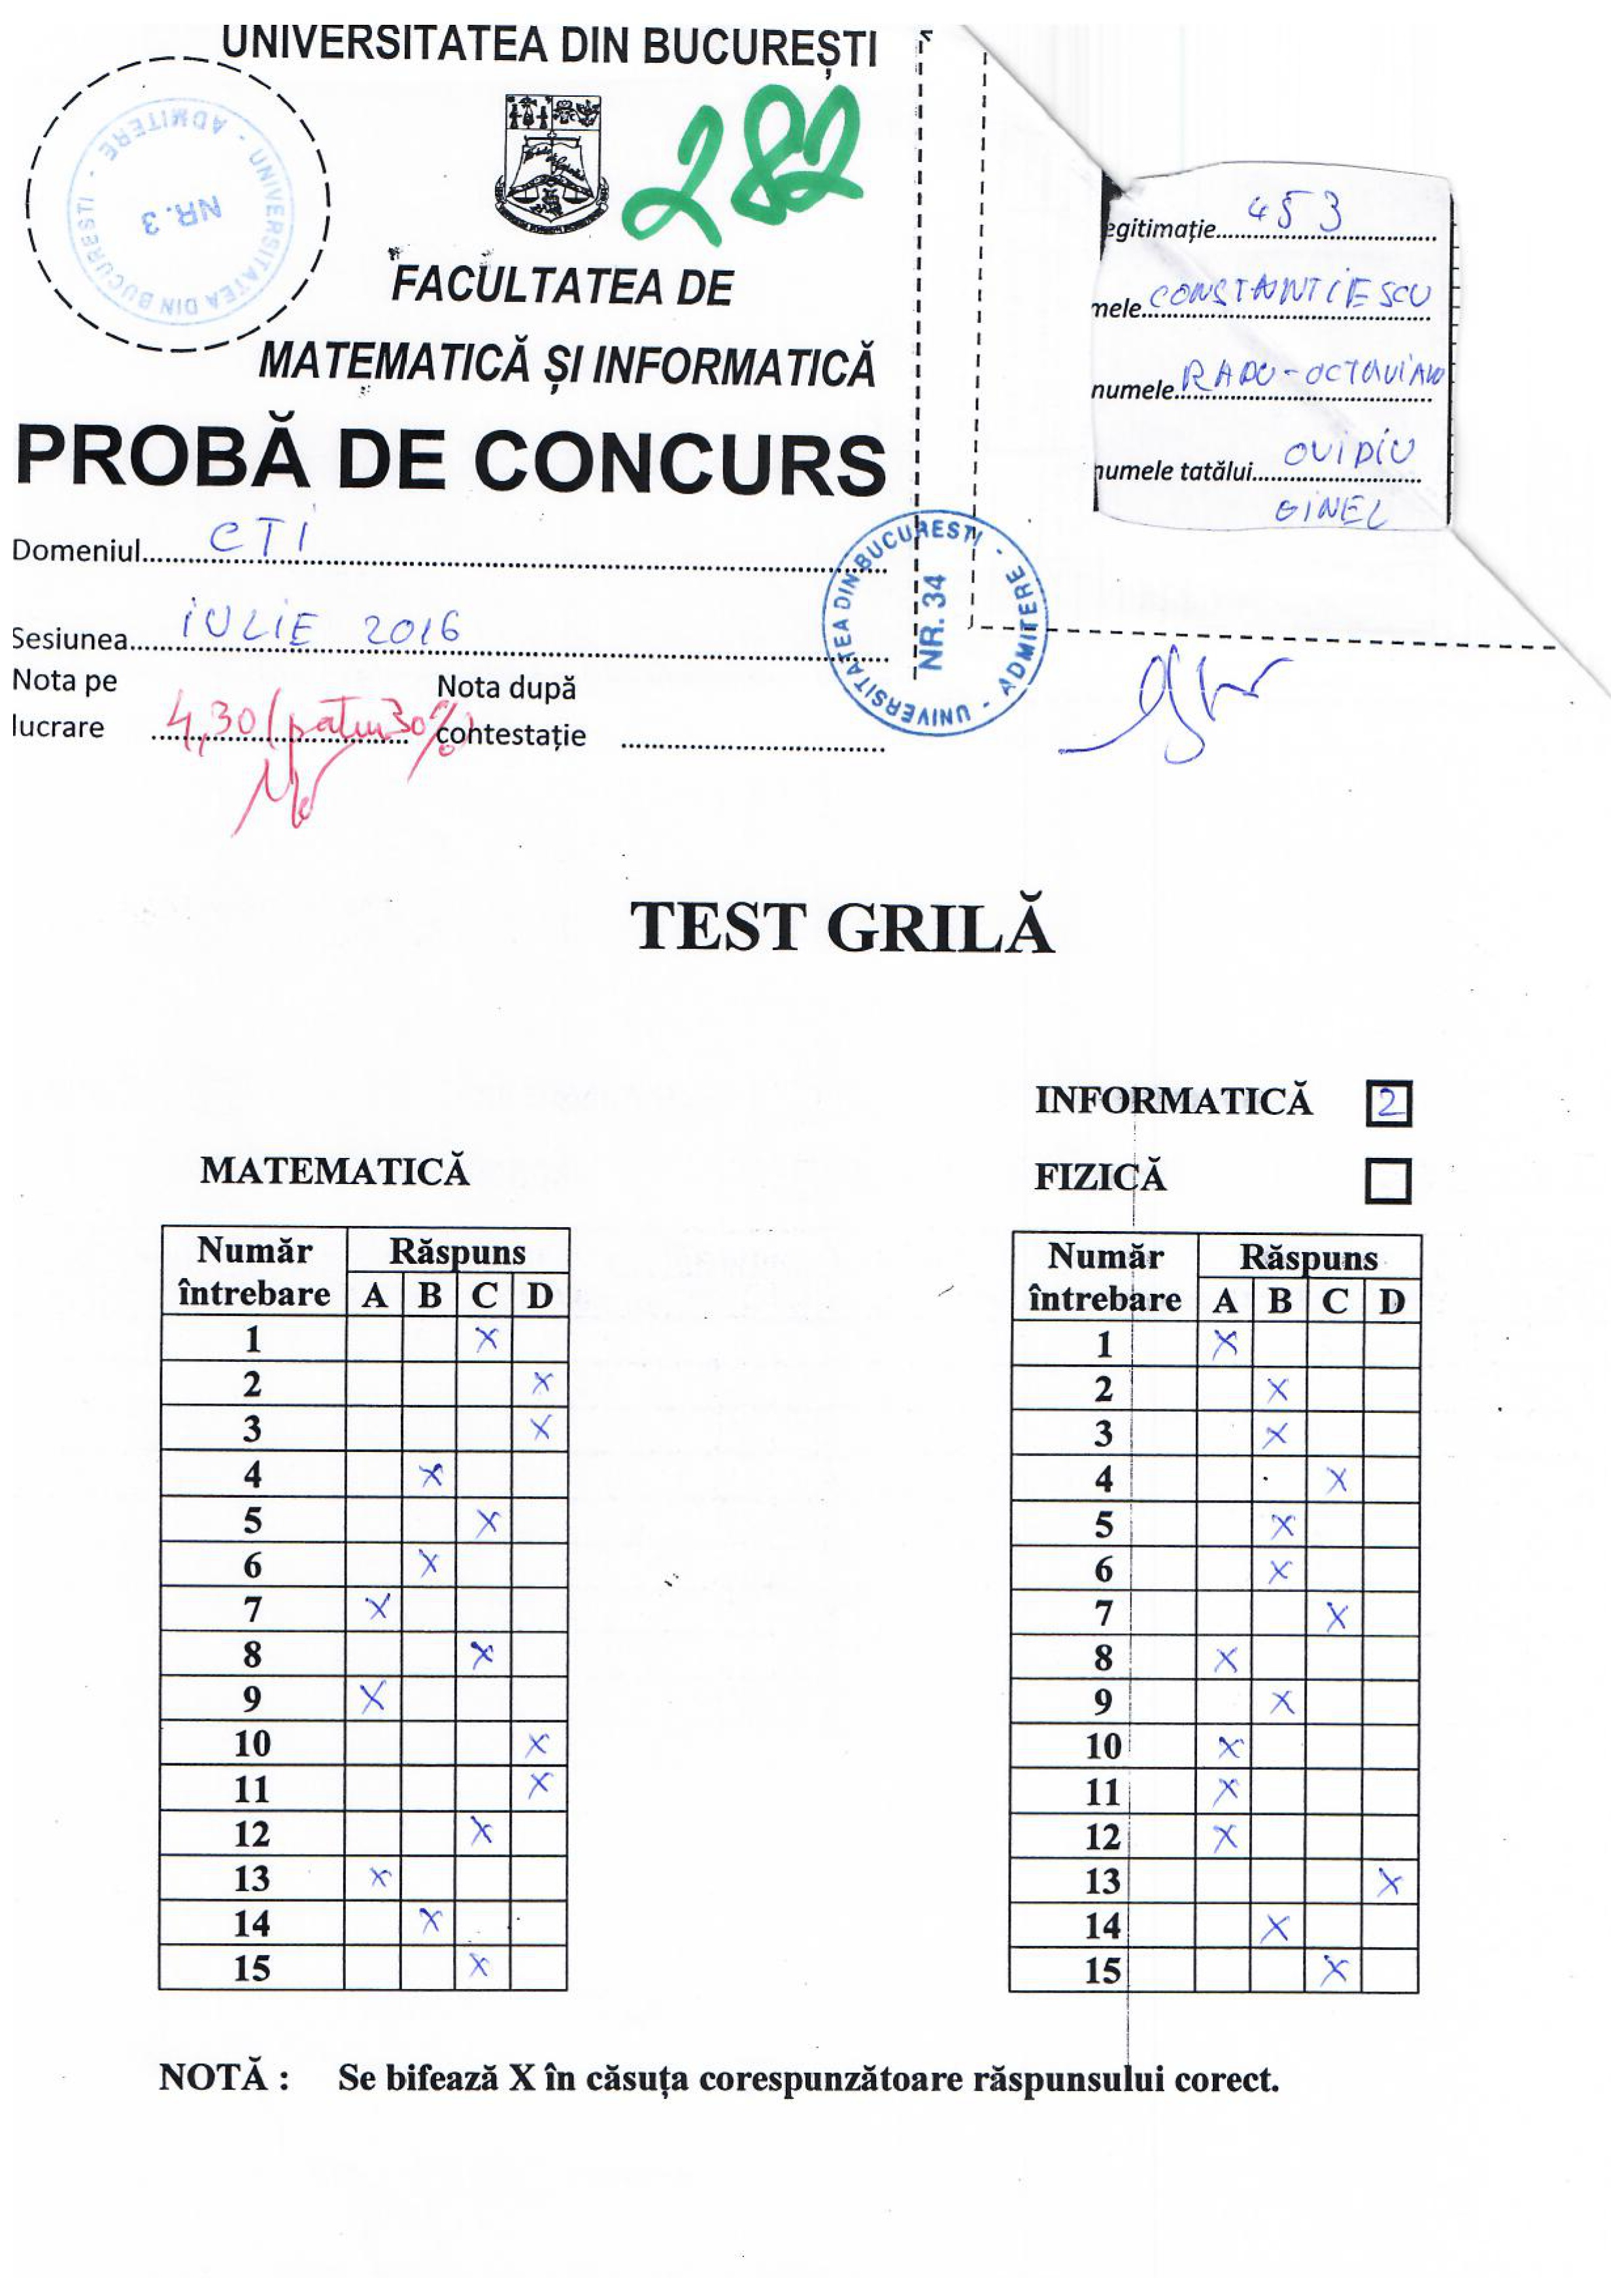 UNIVERSITATEA DIN BUCUREȘTI
UNIVERSITATEA DIN BUCURESTI - ADMITERE -
NR. 3
282
FACULTATEA DE
MATEMATICĂ ȘI INFORMATICĂ
PROBĂ DE CONCURS
Domeniul CTI
Sesiunea IULIE 2016
Nota pe
lucrare 4,30 (patru 30%)
Nota după
contestație
egitimație 453
mele CONSTANTIESCU
numele RADU-OCTAVIAN
numele tatălui OVIDIU
GINEL
UNIVERSITATEA DIN BUCURESTI - ADMITERE -
NR. 34
TEST GRILĂ
MATEMATICĂ
Număr întrebare Răspuns
A B C D
1 X
2 X
3 X
4 X
5 X
6 X
7 X
8 X
9 X
10 X
11 X
12 X
13 X
14 X
15 X
INFORMATICĂ 2
FIZICĂ
Număr întrebare Răspuns
A B C D
1 X
2 X
3 X
4 X
5 X
6 X
7 X
8 X
9 X
10 X
11 X
12 X
13 X
14 X
15 X
NOTĂ : Se bifează X în căsuța corespunzătoare răspunsului corect.